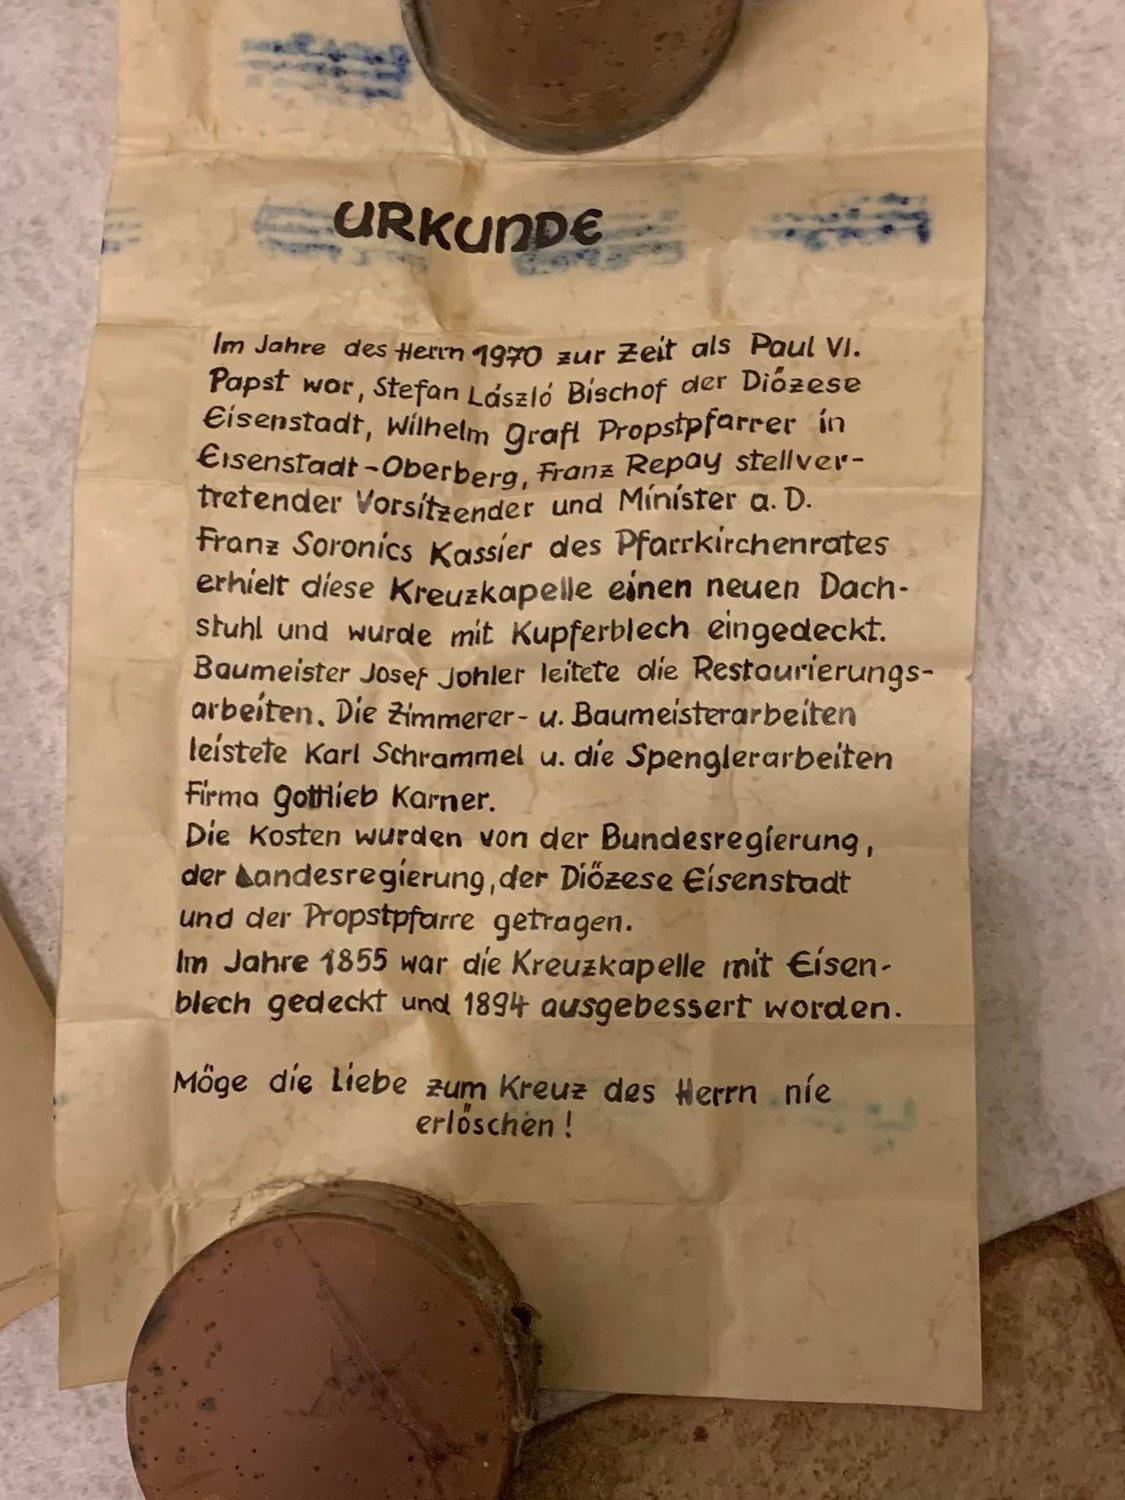 URKUNDE
Im Jahre des Herrn 1970 zur Zeit als Paul VI.
Papst war, Stefan László Bischof der Diözese
Eisenstadt, Wilhelm Grafl Propstpfarrer in
Eisenstadt-Oberberg, Franz Repay stellver-
tretender Vorsitzender und Minister a. D.
Franz Soronics Kassier des Pfarrkirchenrates
erhielt diese Kreuzkapelle einen neuen Dach-
stuhl und wurde mit Kupferblech eingedeckt.
Baumeister Josef Johler leitete die Restaurierungs-
arbeiten. Die Zimmerer- u. Baumeisterarbeiten
leistete Karl Schrammel u. die Spenglerarbeiten
Firma Gottlieb Karner.
Die Kosten wurden von der Bundesregierung,
der Landesregierung, der Diözese Eisenstadt
und der Propstpfarre getragen.
Im Jahre 1855 war die Kreuzkapelle mit Eisen-
blech gedeckt und 1894 ausgebessert worden.
Möge die Liebe zum Kreuz des Herrn nie
erlöschen!